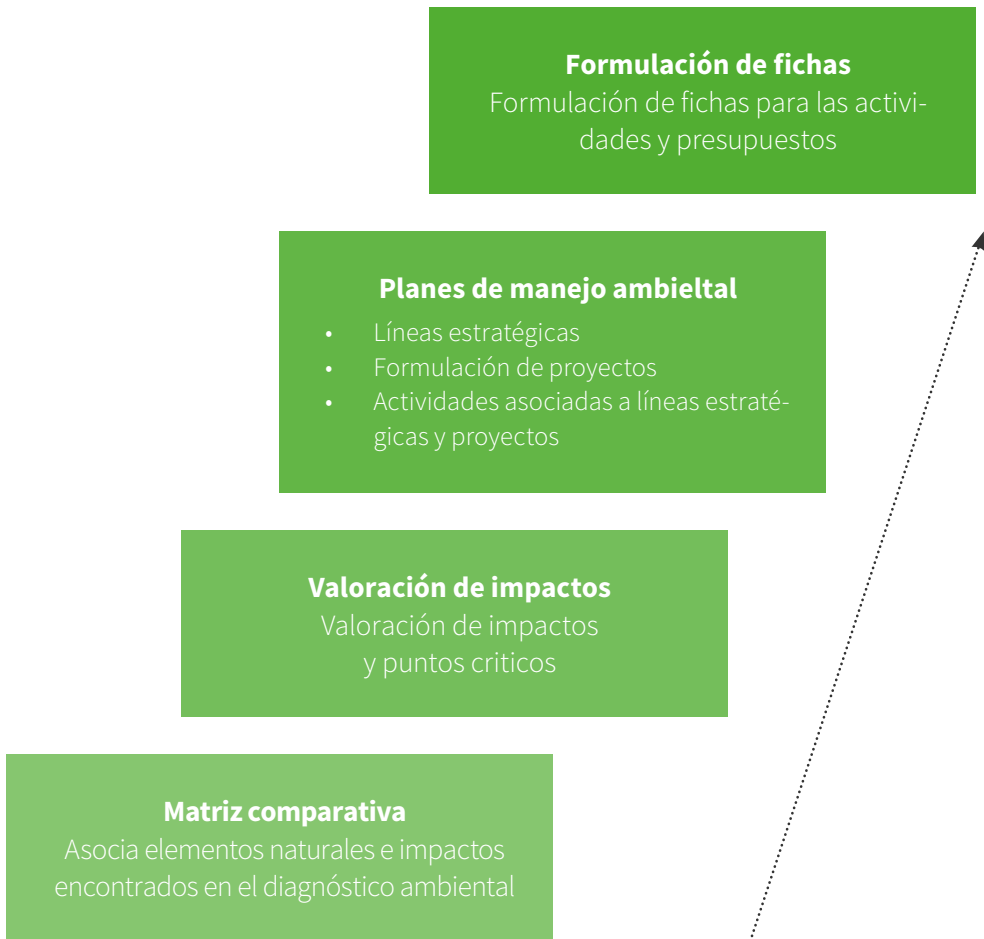 Formulación de fichas
Formulación de fichas para las activi-
dades y presupuestos
Planes de manejo ambieltal
• Líneas estratégicas
• Formulación de proyectos
• Actividades asociadas a líneas estraté-
gicas y proyectos
Valoración de impactos
Valoración de impactos
y puntos criticos
Matriz comparativa
Asocia elementos naturales e impactos
encontrados en el diagnóstico ambiental